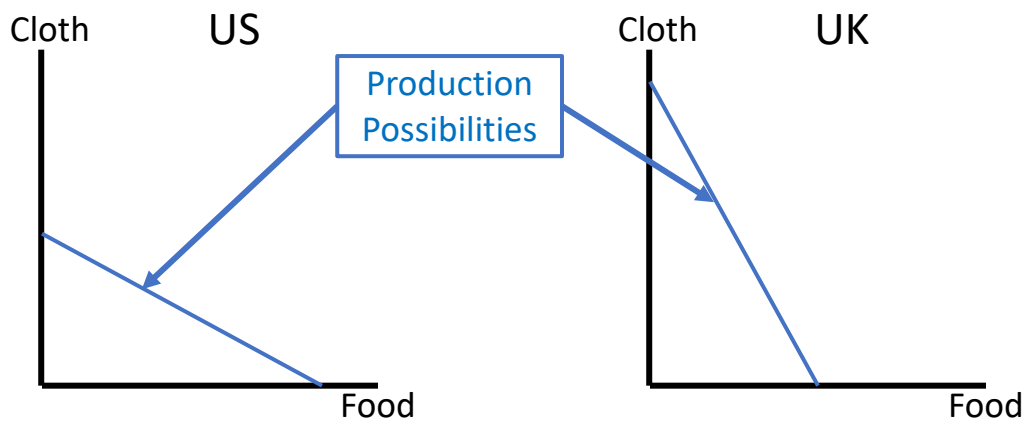 US
Cloth
Production
Possibilities
Food
UK
Cloth
Food